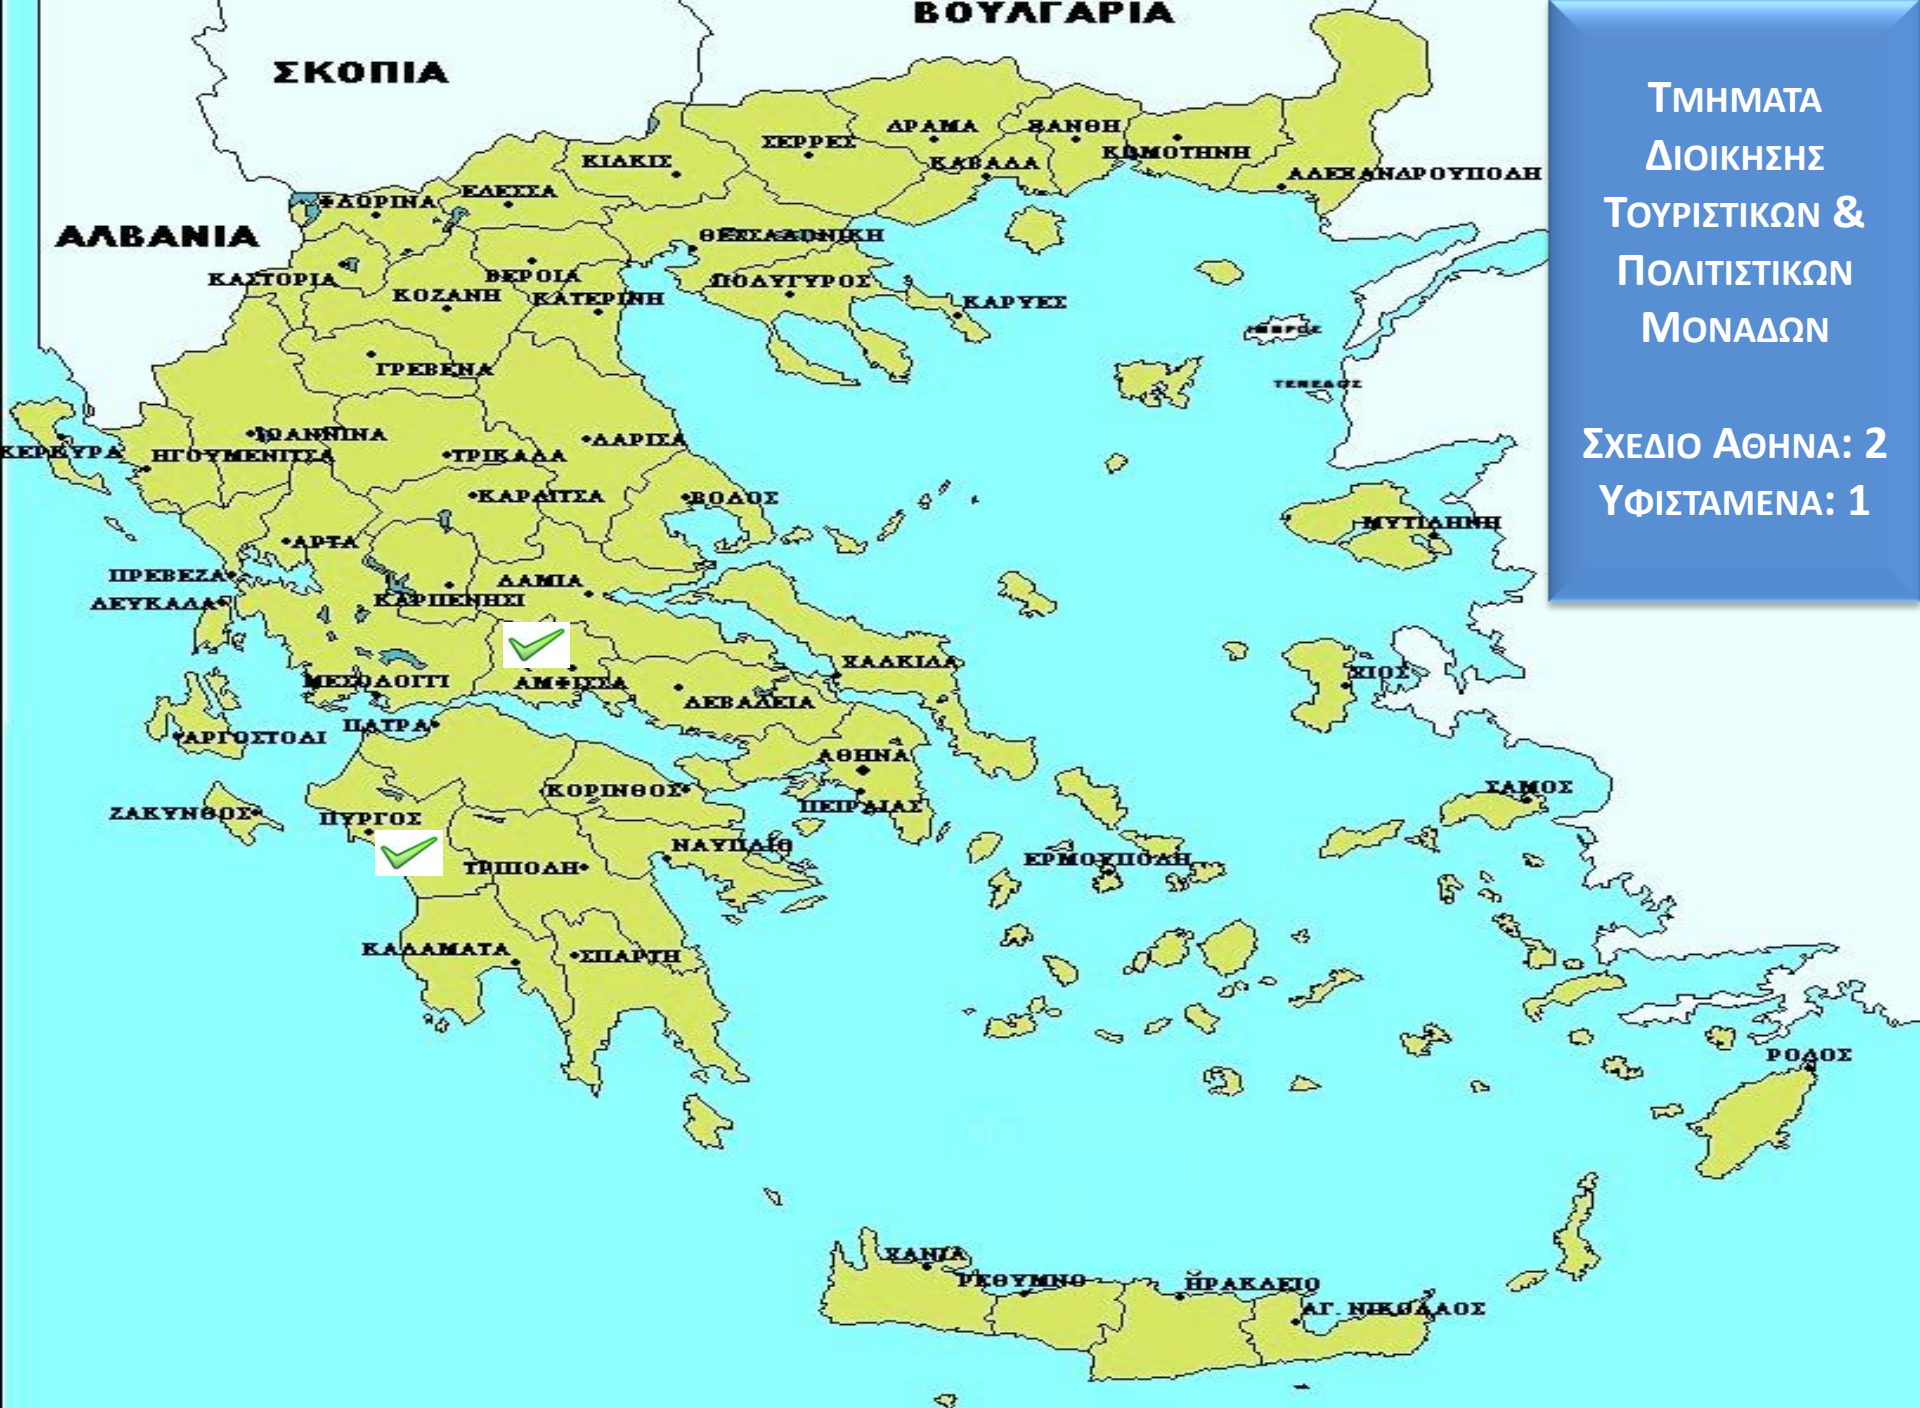 ΒΟΥΛΓΑΡΙΑ
ΣΚΟΠΙΑ
ΑΛΒΑΝΙΑ
ΤΜΗΜΑΤΑ
ΔΙΟΙΚΗΣΗΣ
ΤΟΥΡΙΣΤΙΚΩΝ &
ΠΟΛΙΤΙΣΤΙΚΩΝ
ΜΟΝΑΔΩΝ
ΣΧΕΔΙΟ ΑΘΗΝΑ: 2
ΥΦΙΣΤΑΜΕΝΑ: 1
ΔΡΑΜΑ
ΞΑΝΘΗ
ΣΕΡΡΕΣ
ΚΟΜΟΤΗΝΗ
ΚΙΛΚΙΣ
ΚΑΒΑΛΑ
ΑΛΕΞΑΝΔΡΟΥΠΟΛΗ
ΕΔΕΣΣΑ
ΦΛΩΡΙΝΑ
ΘΕΣΣΑΛΟΝΙΚΗ
ΚΑΣΤΟΡΙΑ
ΒΕΡΟΙΑ
ΠΟΛΥΓΥΡΟΣ
ΚΟΖΑΝΗ
ΚΑΤΕΡΙΝΗ
ΚΑΡΥΕΣ
ΙΜΒΡΟΣ
ΓΡΕΒΕΝΑ
ΤΕΝΕΔΟΣ
ΙΩΑΝΝΙΝΑ
ΛΑΡΙΣΑ
ΚΕΡΚΥΡΑ
ΗΓΟΥΜΕΝΙΤΣΑ
ΤΡΙΚΑΛΑ
ΚΑΡΔΙΤΣΑ
ΒΟΛΟΣ
ΜΥΤΙΛΗΝΗ
ΑΡΤΑ
ΠΡΕΒΕΖΑ
ΛΑΜΙΑ
ΛΕΥΚΑΔΑ
ΚΑΡΠΕΝΗΣΙ
ΧΑΛΚΙΔΑ
ΧΙΟΣ
ΜΕΣΟΛΟΓΓΙ
ΑΜΦΙΣΣΑ
ΛΕΒΑΔΕΙΑ
ΠΑΤΡΑ
ΑΡΓΟΣΤΟΛΙ
ΑΘΗΝΑ
ΚΟΡΙΝΘΟΣ
ΣΑΜΟΣ
ΠΕΙΡΑΙΑΣ
ΖΑΚΥΝΘΟΣ
ΠΥΡΓΟΣ
ΝΑΥΠΛΙΟ
ΕΡΜΟΥΠΟΛΗ
ΤΡΙΠΟΛΗ
ΚΑΛΑΜΑΤΑ
ΣΠΑΡΤΗ
ΡΟΔΟΣ
ΧΑΝΙΑ
ΡΕΘΥΜΝΟ
ΗΡΑΚΛΕΙΟ
ΑΓ. ΝΙΚΟΛΑΟΣ